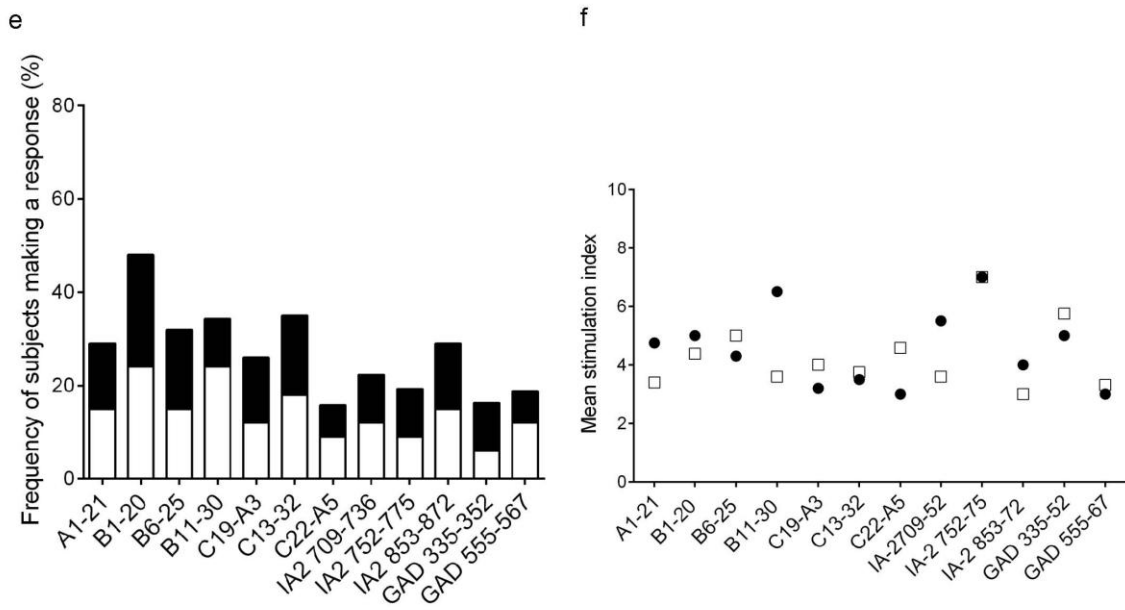 e
Frequency of subjects making a response (%)
80
60
40
20
0
A1-21
B1-20
B6-25
B11-30
C19-A3
C13-32
C22-A5
IA2 709-736
IA2 752-775
IA2 853-872
GAD 335-352
GAD 555-567
f
Mean stimulation index
10
8
6
4
2
0
A1-21
B1-20
B6-25
B11-30
C19-A3
C13-32
C22-A5
IA-2709-52
IA-2 752-75
IA-2 853-72
GAD 335-52
GAD 555-67